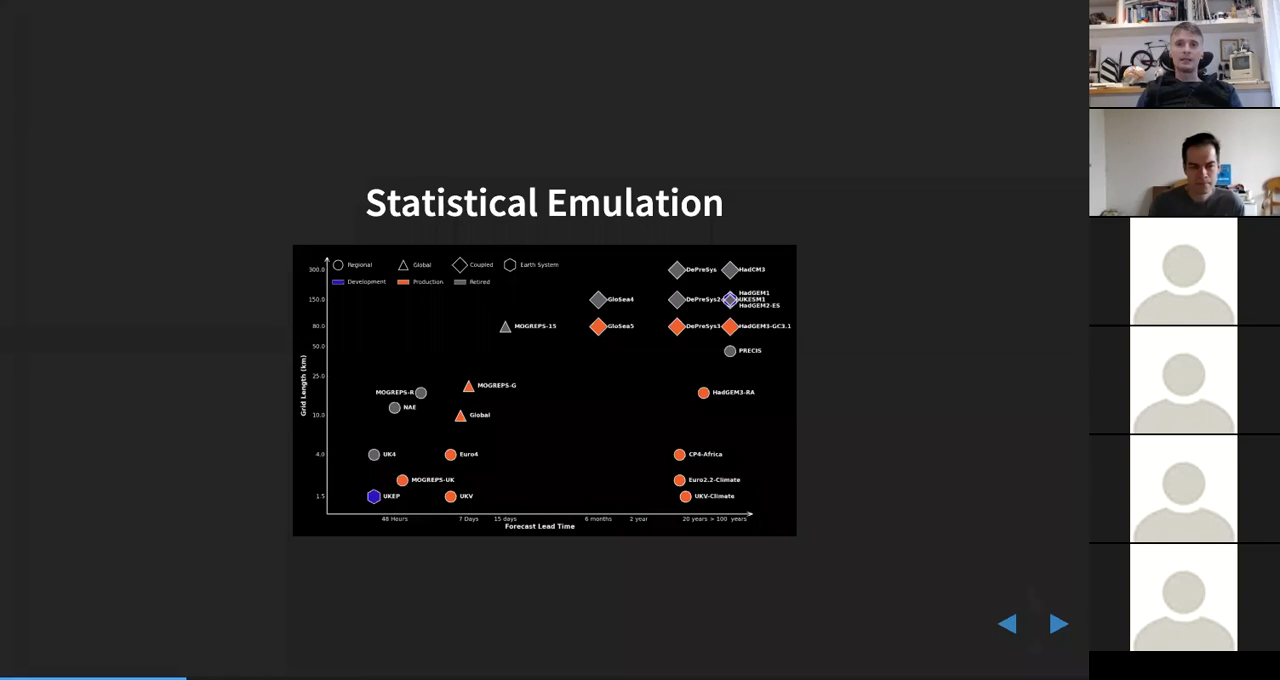 Statistical Emulation
Regional Global Coupled Earth System
Development Production Retired
300.0
150.0
80.0
50.0
25.0
10.0
4.0
1.5
Grid Length (km)
DePreSys HadCM3
GloSea4 DePreSys2 HadGEM1
UKESM1
HadGEM2-ES
MOGREPS-15 GloSea5 DePreSys3 HadGEM3-GC3.1
PRECIS
MOGREPS-R MOGREPS-G HadGEM3-RA
NAE Global
UK4 Euro4 CP4-Africa
MOGREPS-UK Euro2.2-Climate
UKEP UKV UKV-Climate
48 Hours 7 Days 15 days 6 months 2 year 20 years > 100 years
Forecast Lead Time